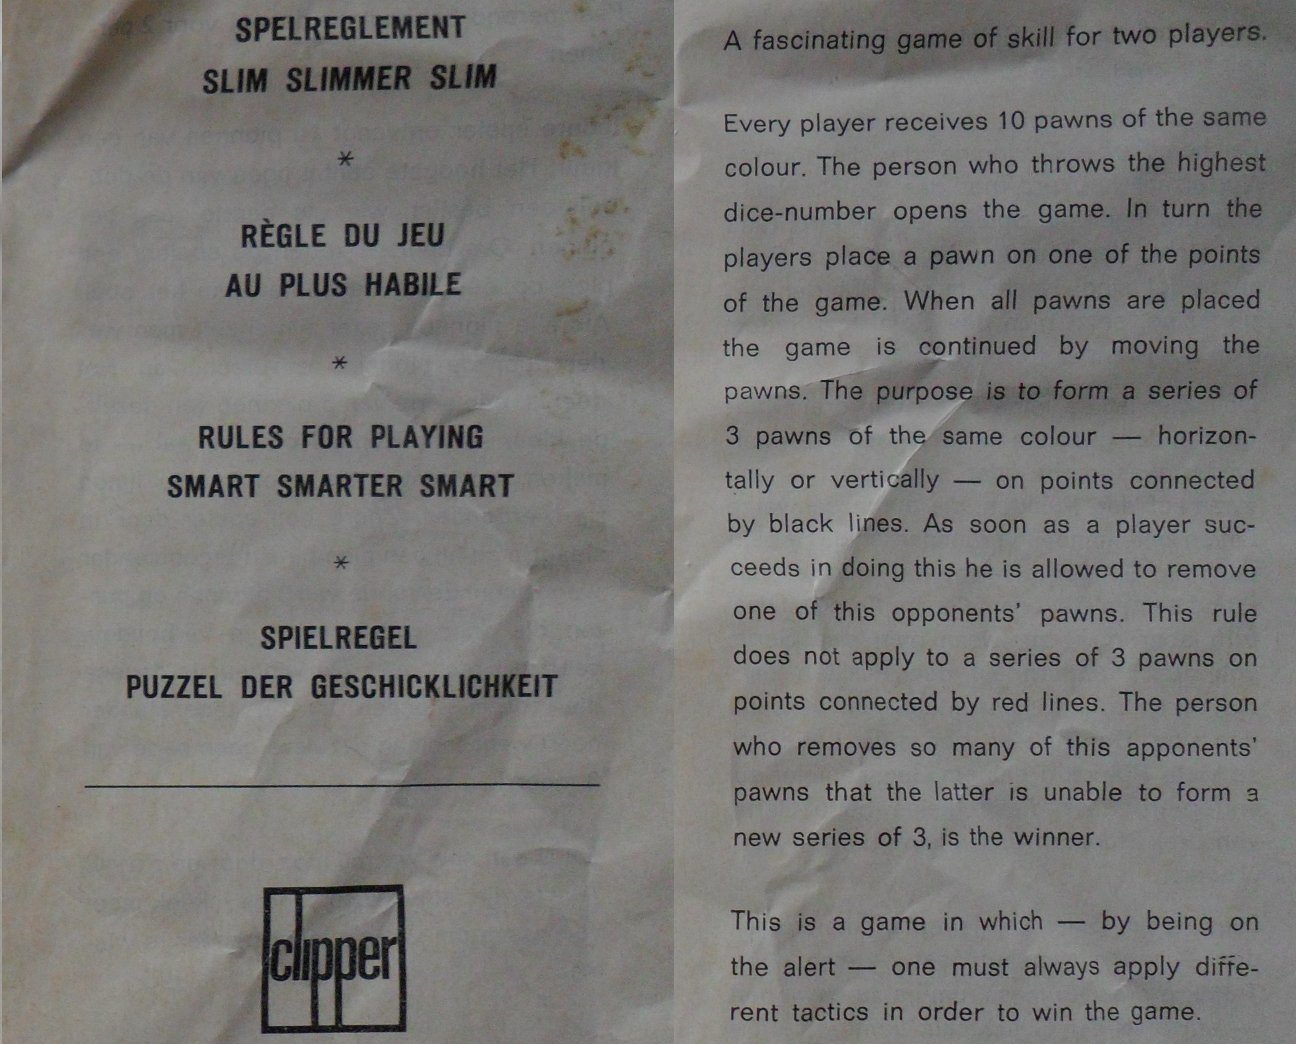 SPELREGLEMENT
SLIM SLIMMER SLIM
*
RÈGLE DU JEU
AU PLUS HABILE
*
RULES FOR PLAYING
SMART SMARTER SMART
*
SPIELREGEL
PUZZEL DER GESCHICKLICHKEIT
clipper
A fascinating game of skill for two players.
Every player receives 10 pawns of the same
colour. The person who throws the highest
dice-number opens the game. In turn the
players place a pawn on one of the points
of the game. When all pawns are placed
the game is continued by moving the
pawns. The purpose is to form a series of
3 pawns of the same colour — horizon-
tally or vertically — on points connected
by black lines. As soon as a player suc-
ceeds in doing this he is allowed to remove
one of this opponents' pawns. This rule
does not apply to a series of 3 pawns on
points connected by red lines. The person
who removes so many of this apponents'
pawns that the latter is unable to form a
new series of 3, is the winner.
This is a game in which — by being on
the alert — one must always apply diffe-
rent tactics in order to win the game.